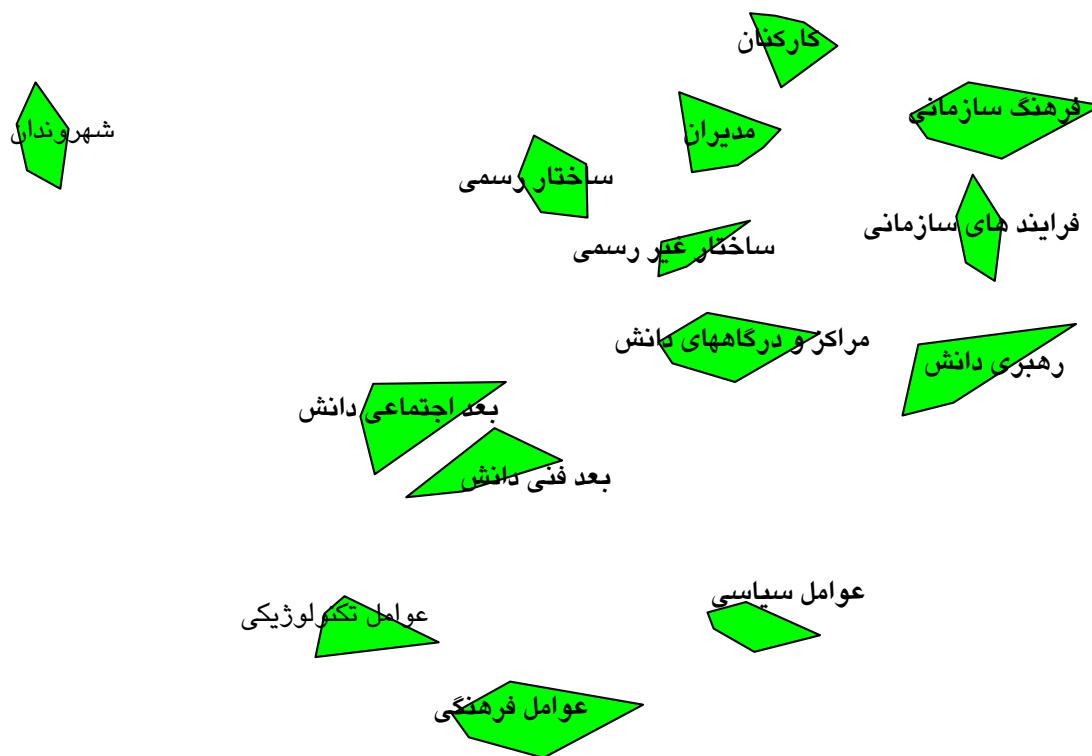 کارکنان
فرهنگ سازمانی
مدیران
شهروندان
ساختار رسمی
فرایند های سازمانی
ساختار غیر رسمی
مراکز و درگاههای دانش
رهبری دانش
بعد اجتماعی دانش
بعد فنی دانش
عوامل سیاسی
عوامل تکنولوژیکی
عوامل فرهنگی